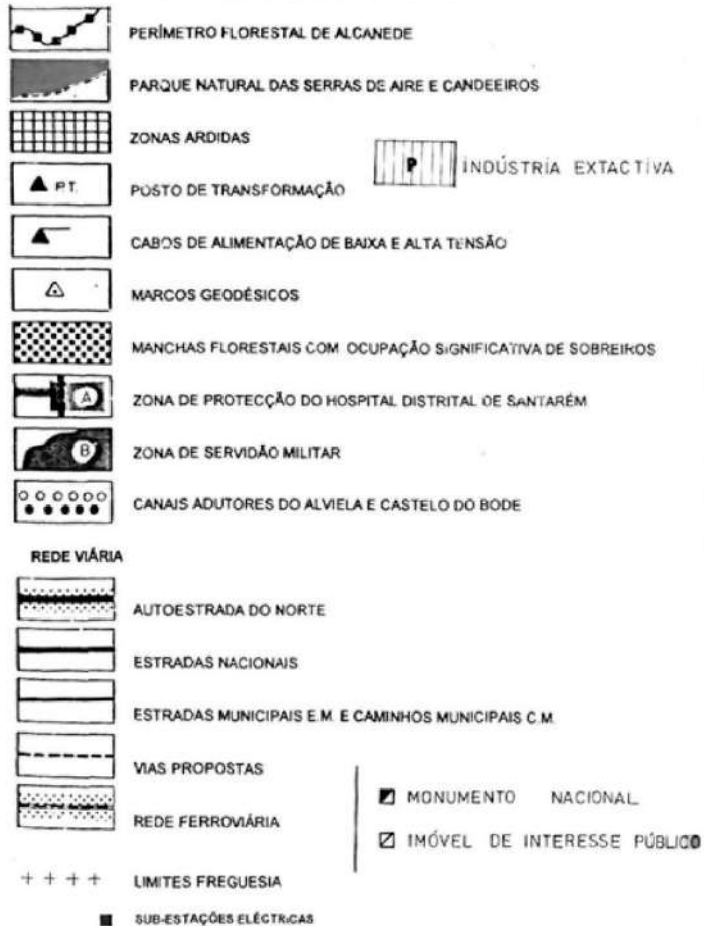 PERÍMETRO FLORESTAL DE ALCANEDE
PARQUE NATURAL DAS SERRAS DE AIRE E CANDEEIROS
ZONAS ARDIDAS
P INDÚSTRIA EXTACTIVA
P.T. POSTO DE TRANSFORMAÇÃO
CABOS DE ALIMENTAÇÃO DE BAIXA E ALTA TENSÃO
MARCOS GEODÉSICOS
MANCHAS FLORESTAIS COM OCUPAÇÃO SIGNIFICATIVA DE SOBREIROS
A ZONA DE PROTECÇÃO DO HOSPITAL DISTRITAL DE SANTARÉM
B ZONA DE SERVIDÃO MILITAR
CANAIS ADUTORES DO ALVIELA E CASTELO DO BODE
REDE VIÁRIA
AUTOESTRADA DO NORTE
ESTRADAS NACIONAIS
ESTRADAS MUNICIPAIS E.M. E CAMINHOS MUNICIPAIS C.M.
VIAS PROPOSTAS
MONUMENTO NACIONAL
REDE FERROVIÁRIA
IMÓVEL DE INTERESSE PÚBLICO
LIMITES FREGUESIA
SUB-ESTAÇÕES ELÉCTRICAS